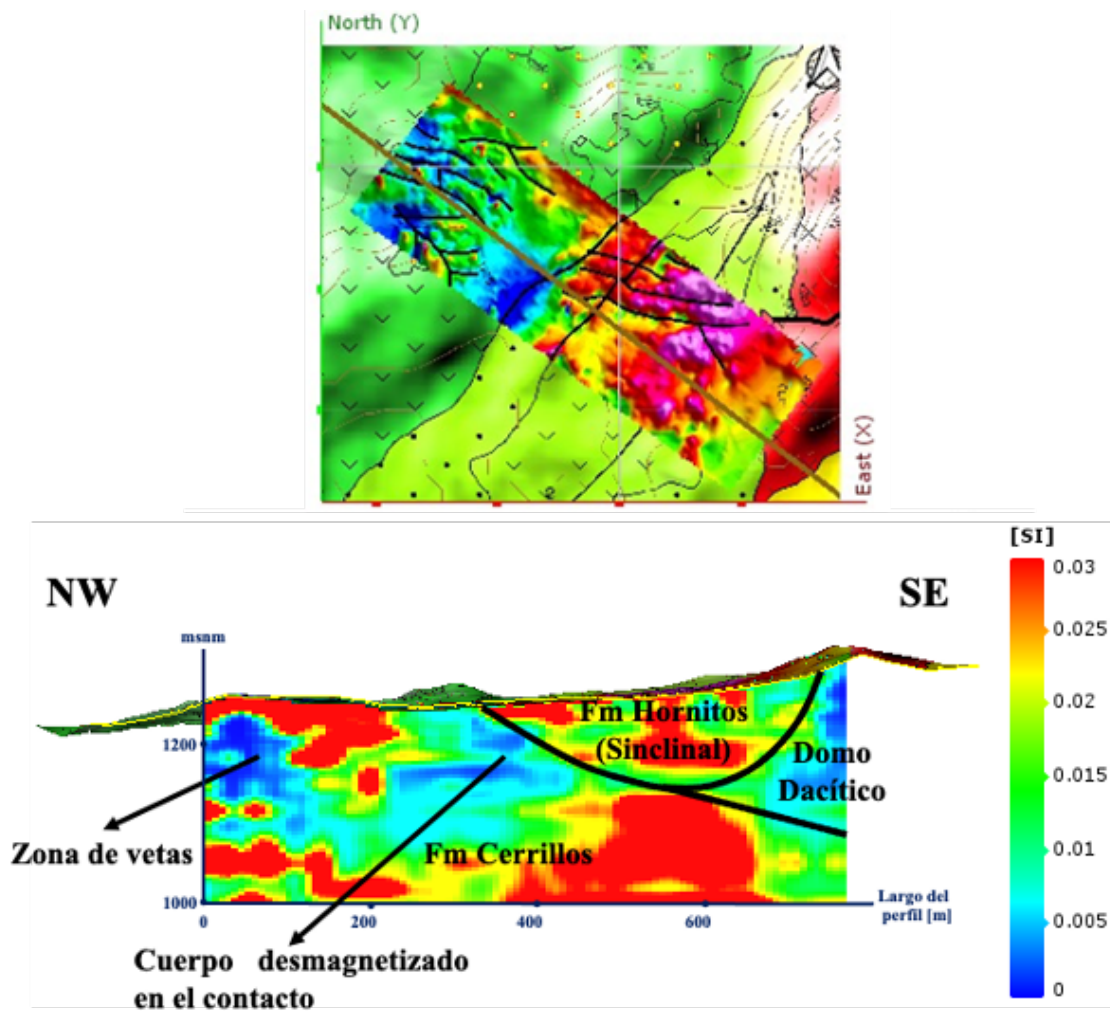 North (Y)
East (X)
2
[SI]
0.03
0.025
0.02
0.015
0.01
0.005
0
NW
SE
msnm
1200
1000
Fm Hornitos
(Sinclinal)
Domo
Dacítico
Zona de vetas
Fm Cerrillos
Largo del
perfil [m]
0
200
400
600
Cuerpo desmagnetizado
en el contacto